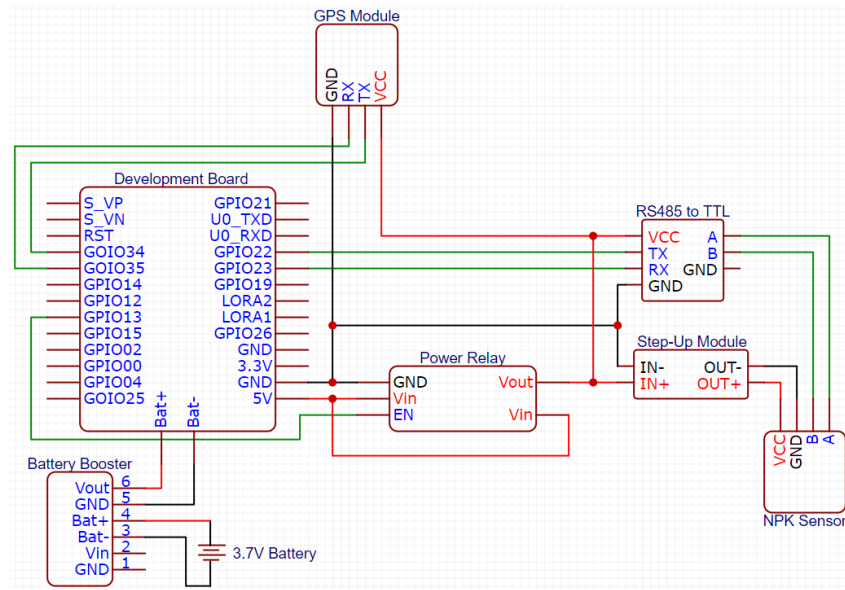 GPS Module
GND
RX
TX
VCC
Development Board
S_VP
S_VN
RST
GOIO34
GOIO35
GPIO14
GPIO12
GPIO13
GPIO15
GPIO02
GPIO00
GPIO04
GOIO25
GPIO21
U0_TXD
U0_RXD
GPIO22
GPIO23
GPIO19
LORA2
LORA1
GPIO26
GND
3.3V
GND
5V
Bat+
Bat-
RS485 to TTL
VCC
TX
RX
GND
A
B
GND
Power Relay
GND
Vin
EN
Vout
Vin
Step-Up Module
IN-
IN+
OUT-
OUT+
Battery Booster
Vout 6
GND 5
Bat+ 4
Bat- 3
Vin 2
GND 1
3.7V Battery
VCC
GND
B
A
NPK Sensor